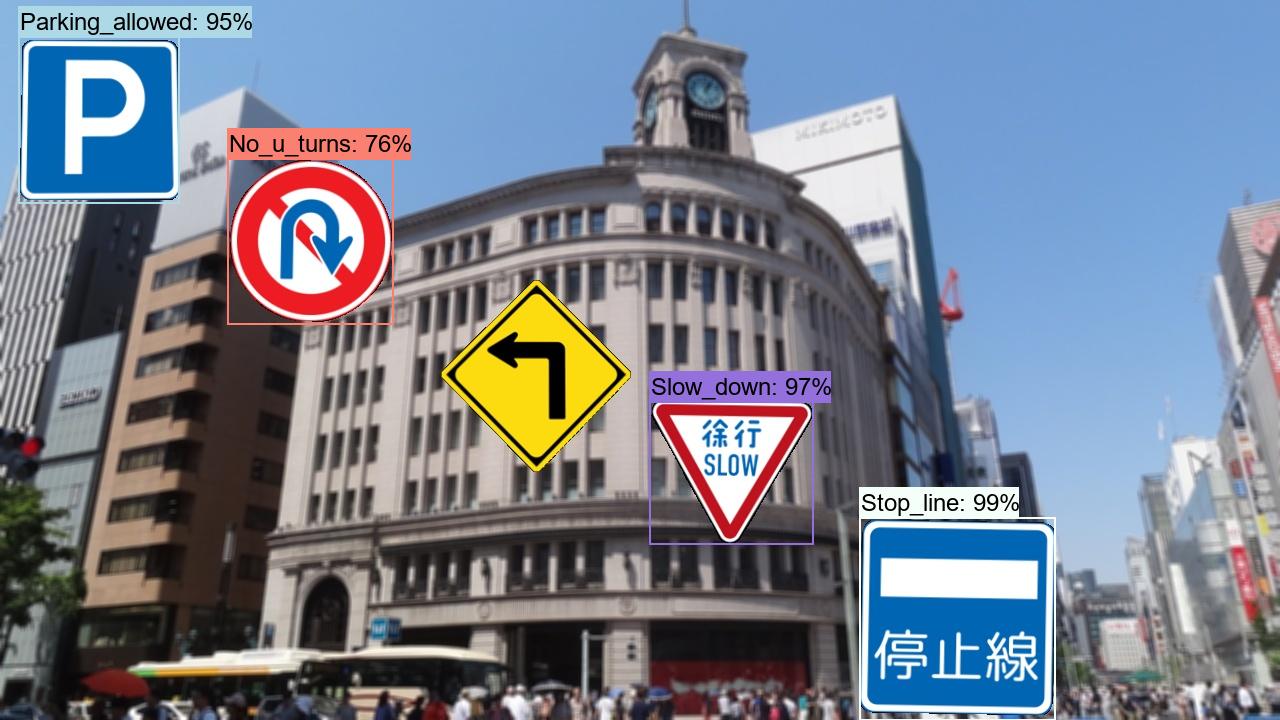 Parking_allowed: 95%
P
No_u_turns: 76%
MIKIMOTO
Slow_down: 97%
徐行
SLOW
Stop_line: 99%
停止線